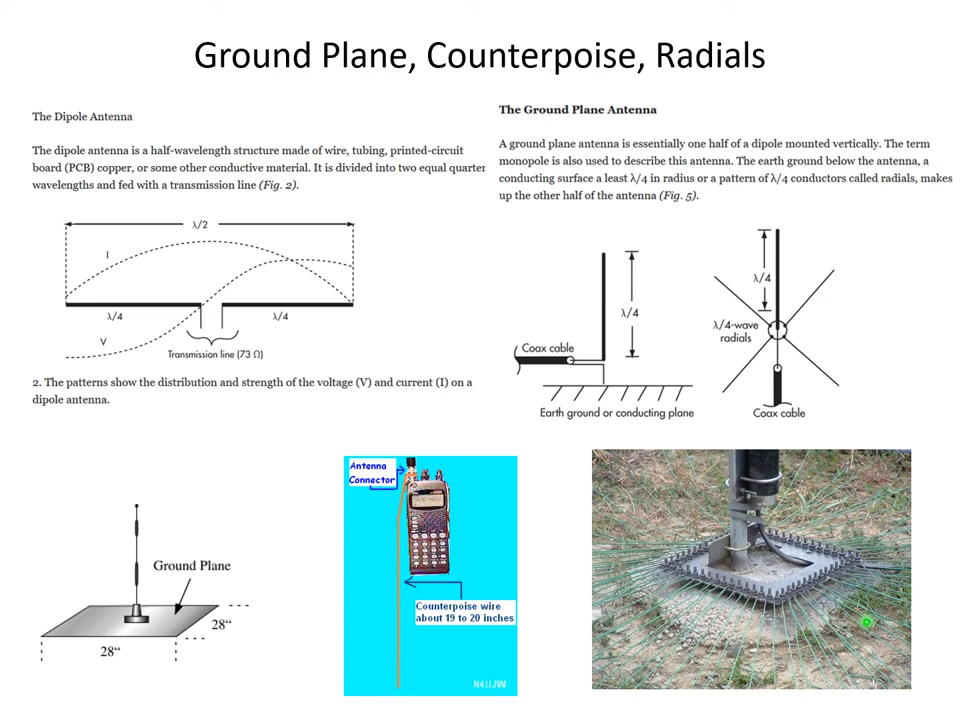 Ground Plane, Counterpoise, Radials
The Dipole Antenna
The dipole antenna is a half-wavelength structure made of wire, tubing, printed-circuit
board (PCB) copper, or some other conductive material. It is divided into two equal quarter
wavelengths and fed with a transmission line (Fig. 2).
λ/2
I
λ/4
λ/4
V
Transmission line (73 Ω)
2. The patterns show the distribution and strength of the voltage (V) and current (I) on a
dipole antenna.
The Ground Plane Antenna
A ground plane antenna is essentially one half of a dipole mounted vertically. The term
monopole is also used to describe this antenna. The earth ground below the antenna, a
conducting surface a least λ/4 in radius or a pattern of λ/4 conductors called radials, makes
up the other half of the antenna (Fig. 5).
λ/4
Coax cable
Earth ground or conducting plane
λ/4
λ/4-wave
radials
Coax cable
Ground Plane
28“
28“
Antenna
Connector
Counterpoise wire
about 19 to 20 inches